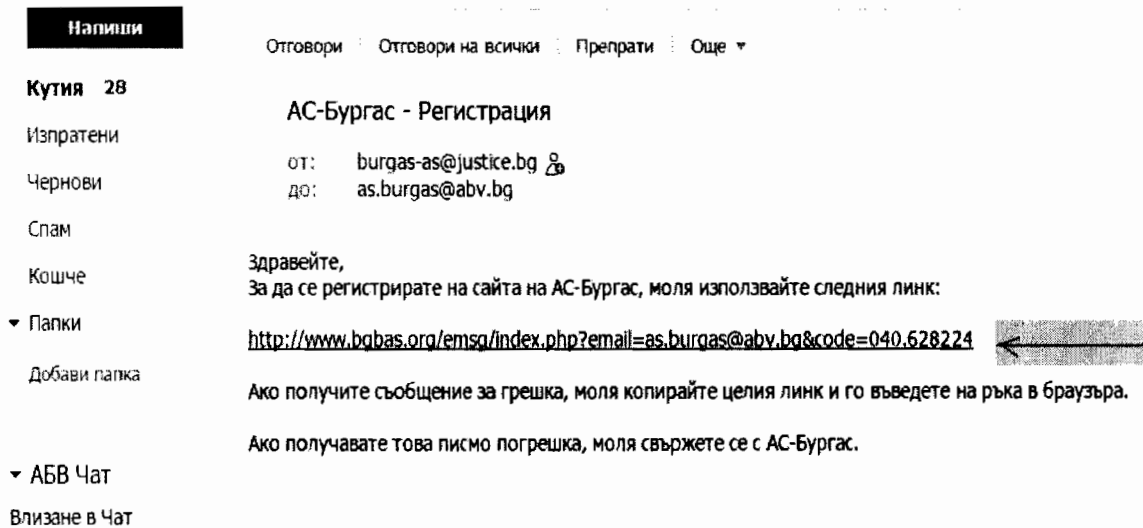 Напиши
Отговори Отговори на всички Препрати Още
Кутия 28
Изпратени
Чернови
Спам
Кошче
Папки
Добави папка
АБВ Чат
Влизане в Чат
АС-Бургас - Регистрация
от: burgas-as@justice.bg
до: as.burgas@abv.bg
Здравейте,
За да се регистрирате на сайта на АС-Бургас, моля използвайте следния линк:
http://www.bgbas.org/emsg/index.php?email=as.burgas@abv.bg&code=040.628224
Ако получите съобщение за грешка, моля копирайте целия линк и го въведете на ръка в браузъра.
Ако получавате това писмо погрешка, моля свържете се с АС-Бургас.